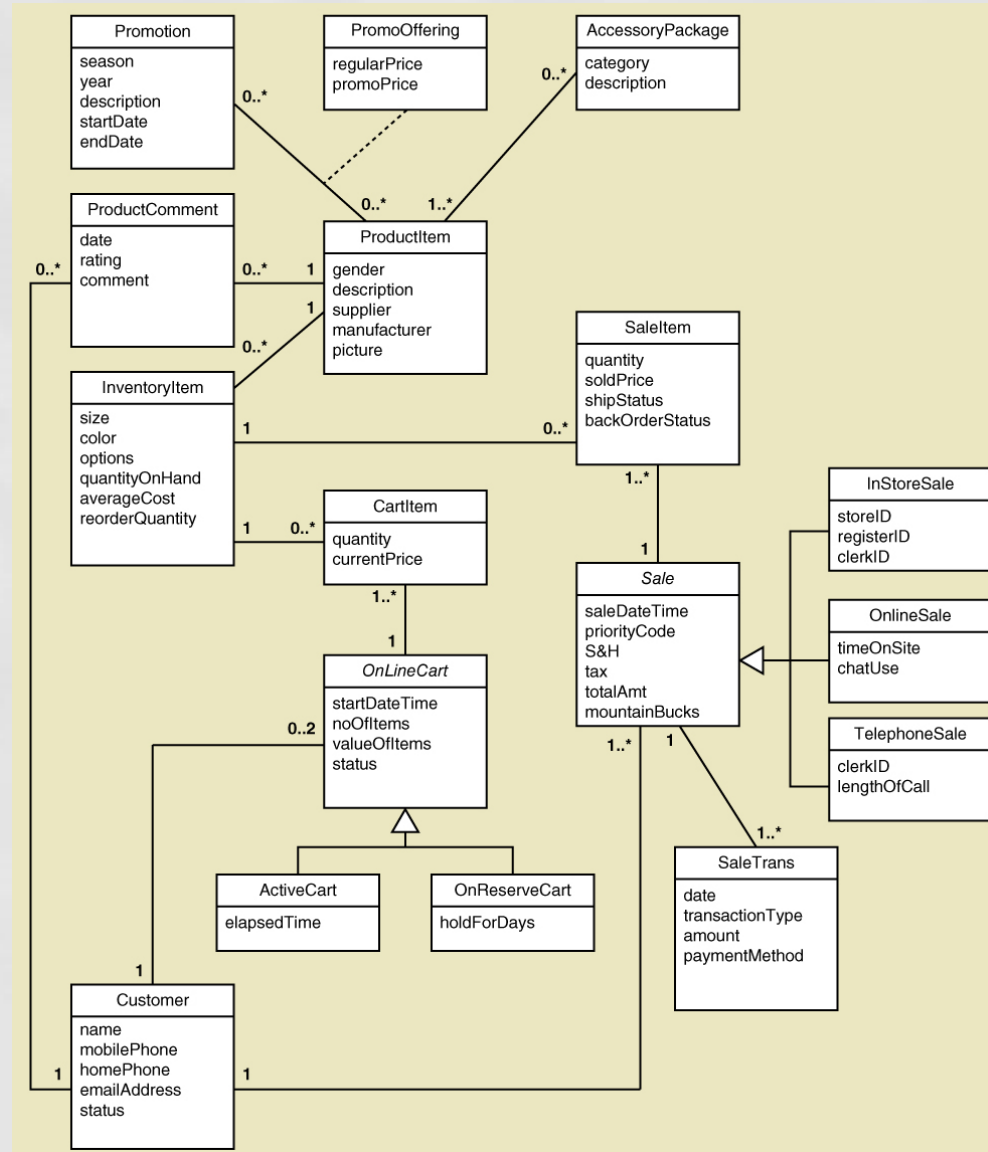 Promotion
season
year
description
startDate
endDate
PromoOffering
regularPrice
promoPrice
AccessoryPackage
category
description
0..*
0..*
0..*
1..*
ProductComment
date
rating
comment
0..*
0..*
1
ProductItem
gender
description
supplier
manufacturer
picture
1
0..*
InventoryItem
size
color
options
quantityOnHand
averageCost
reorderQuantity
1
0..*
SaleItem
quantity
soldPrice
shipStatus
backOrderStatus
1..*
1
1
0..*
CartItem
quantity
currentPrice
1..*
1
Sale
saleDateTime
priorityCode
S&H
tax
totalAmt
mountainBucks
InStoreSale
storeID
registerID
clerkID
OnlineSale
timeOnSite
chatUse
TelephoneSale
clerkID
lengthOfCall
OnLineCart
startDateTime
noOfItems
valueOfItems
status
0..2
1..*
1
1..*
ActiveCart
elapsedTime
OnReserveCart
holdForDays
SaleTrans
date
transactionType
amount
paymentMethod
1
Customer
name
mobilePhone
homePhone
emailAddress
status
1
1